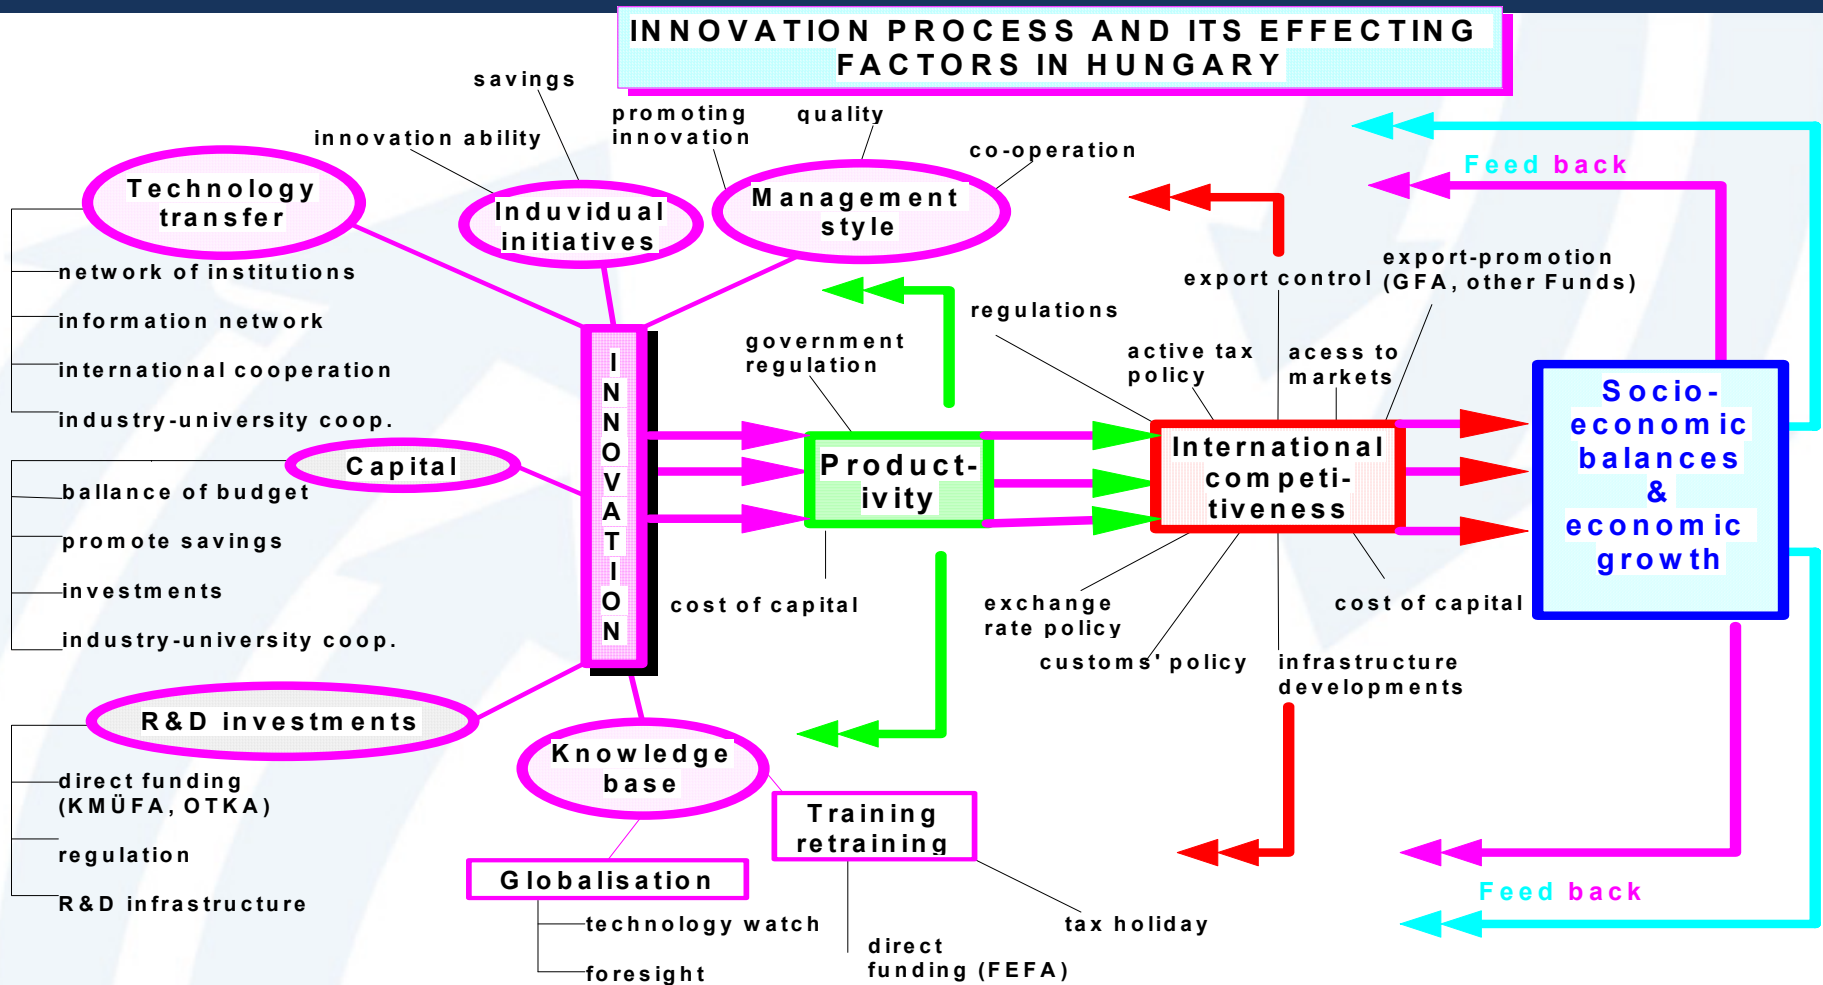 INNOVATION PROCESS AND ITS EFFECTING
FACTORS IN HUNGARY
savings
innovation ability
promoting
innovation
quality
co-operation
Technology
transfer
Induvidual
initiatives
Management
style
Feed back
network of institutions
information network
international cooperation
industry-university coop.
export control
export-promotion
(GFA, other Funds)
regulations
government
regulation
active tax
policy
acess to
markets
INNOVATION
Capital
ballance of budget
promote savings
investments
industry-university coop.
Product-
ivity
International
competi-
tiveness
Socio-
economic
balances
&
economic
growth
cost of capital
exchange
rate policy
customs' policy
infrastructure
developments
cost of capital
R&D investments
direct funding
(KMÜFA, OTKA)
regulation
R&D infrastructure
Knowledge
base
Training
retraining
Globalisation
technology watch
foresight
direct
funding (FEFA)
tax holiday
Feed back